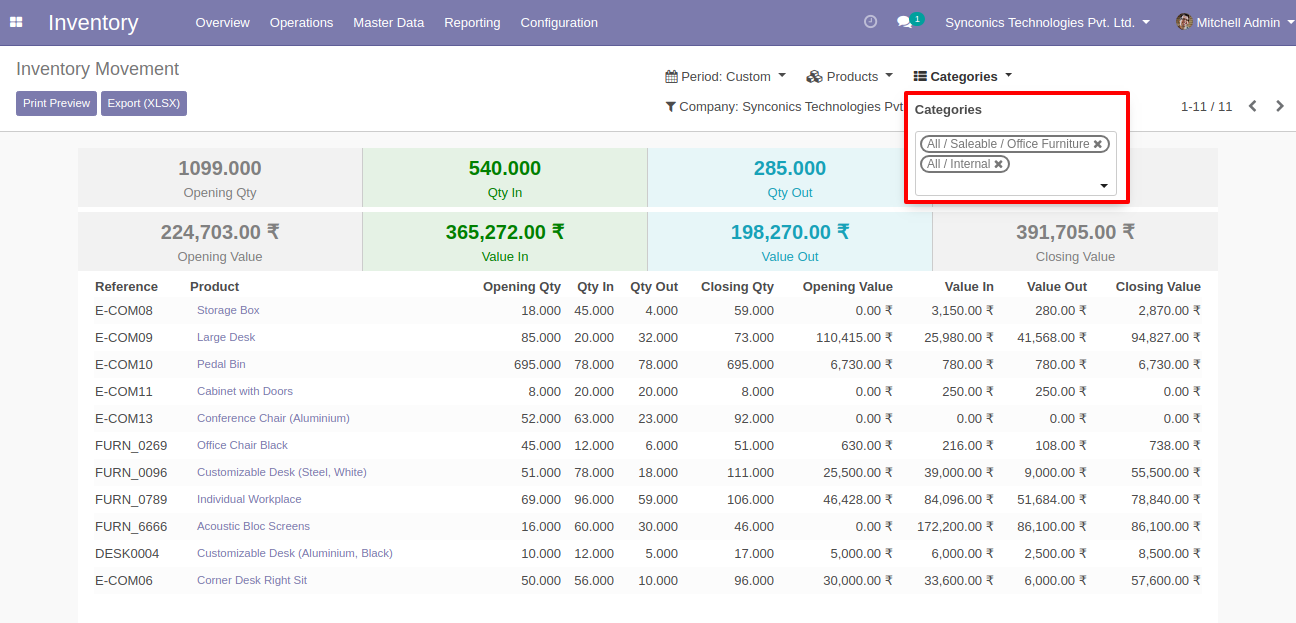 Inventory Overview Operations Master Data Reporting Configuration 1 Synconics Technologies Pvt. Ltd. Mitchell Admin
Inventory Movement
Period: Custom Products Categories
Print Preview Export (XLSX)
Company: Synconics Technologies Pvt 1-11 / 11
Categories
All / Saleable / Office Furniture ✖
All / Internal ✖
1099.000 540.000 285.000
Opening Qty Qty In Qty Out
224,703.00 ₹ 365,272.00 ₹ 198,270.00 ₹ 391,705.00 ₹
Opening Value Value In Value Out Closing Value
Reference Product Opening Qty Qty In Qty Out Closing Qty Opening Value Value In Value Out Closing Value
E-COM08 Storage Box 18.000 45.000 4.000 59.000 0.00 ₹ 3,150.00 ₹ 280.00 ₹ 2,870.00 ₹
E-COM09 Large Desk 85.000 20.000 32.000 73.000 110,415.00 ₹ 25,980.00 ₹ 41,568.00 ₹ 94,827.00 ₹
E-COM10 Pedal Bin 695.000 78.000 78.000 695.000 6,730.00 ₹ 780.00 ₹ 780.00 ₹ 6,730.00 ₹
E-COM11 Cabinet with Doors 8.000 20.000 20.000 8.000 0.00 ₹ 250.00 ₹ 250.00 ₹ 0.00 ₹
E-COM13 Conference Chair (Aluminium) 52.000 63.000 23.000 92.000 0.00 ₹ 0.00 ₹ 0.00 ₹ 0.00 ₹
FURN_0269 Office Chair Black 45.000 12.000 6.000 51.000 630.00 ₹ 216.00 ₹ 108.00 ₹ 738.00 ₹
FURN_0096 Customizable Desk (Steel, White) 51.000 78.000 18.000 111.000 25,500.00 ₹ 39,000.00 ₹ 9,000.00 ₹ 55,500.00 ₹
FURN_0789 Individual Workplace 69.000 96.000 59.000 106.000 46,428.00 ₹ 84,096.00 ₹ 51,684.00 ₹ 78,840.00 ₹
FURN_6666 Acoustic Bloc Screens 16.000 60.000 30.000 46.000 0.00 ₹ 172,200.00 ₹ 86,100.00 ₹ 86,100.00 ₹
DESK0004 Customizable Desk (Aluminium, Black) 10.000 12.000 5.000 17.000 5,000.00 ₹ 6,000.00 ₹ 2,500.00 ₹ 8,500.00 ₹
E-COM06 Corner Desk Right Sit 50.000 56.000 10.000 96.000 30,000.00 ₹ 33,600.00 ₹ 6,000.00 ₹ 57,600.00 ₹